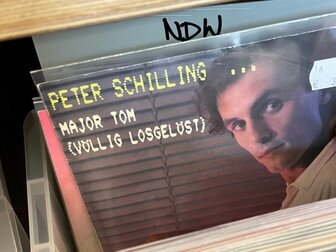 NDW
PETER SCHILLING ...
MAJOR TOM
(VÖLLIG LOSGELÖST)